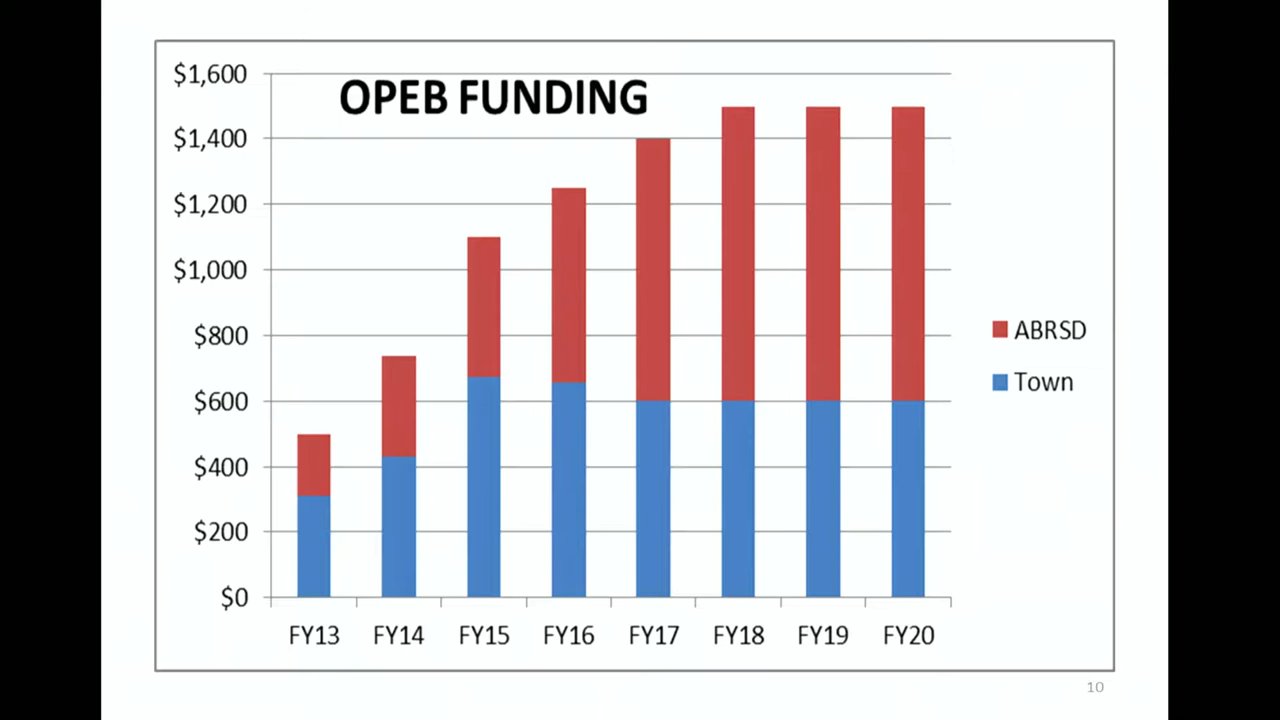 OPEB FUNDING
$1,600
$1,400
$1,200
$1,000
$800
$600
$400
$200
$0
FY13 FY14 FY15 FY16 FY17 FY18 FY19 FY20
ABRSD
Town
10